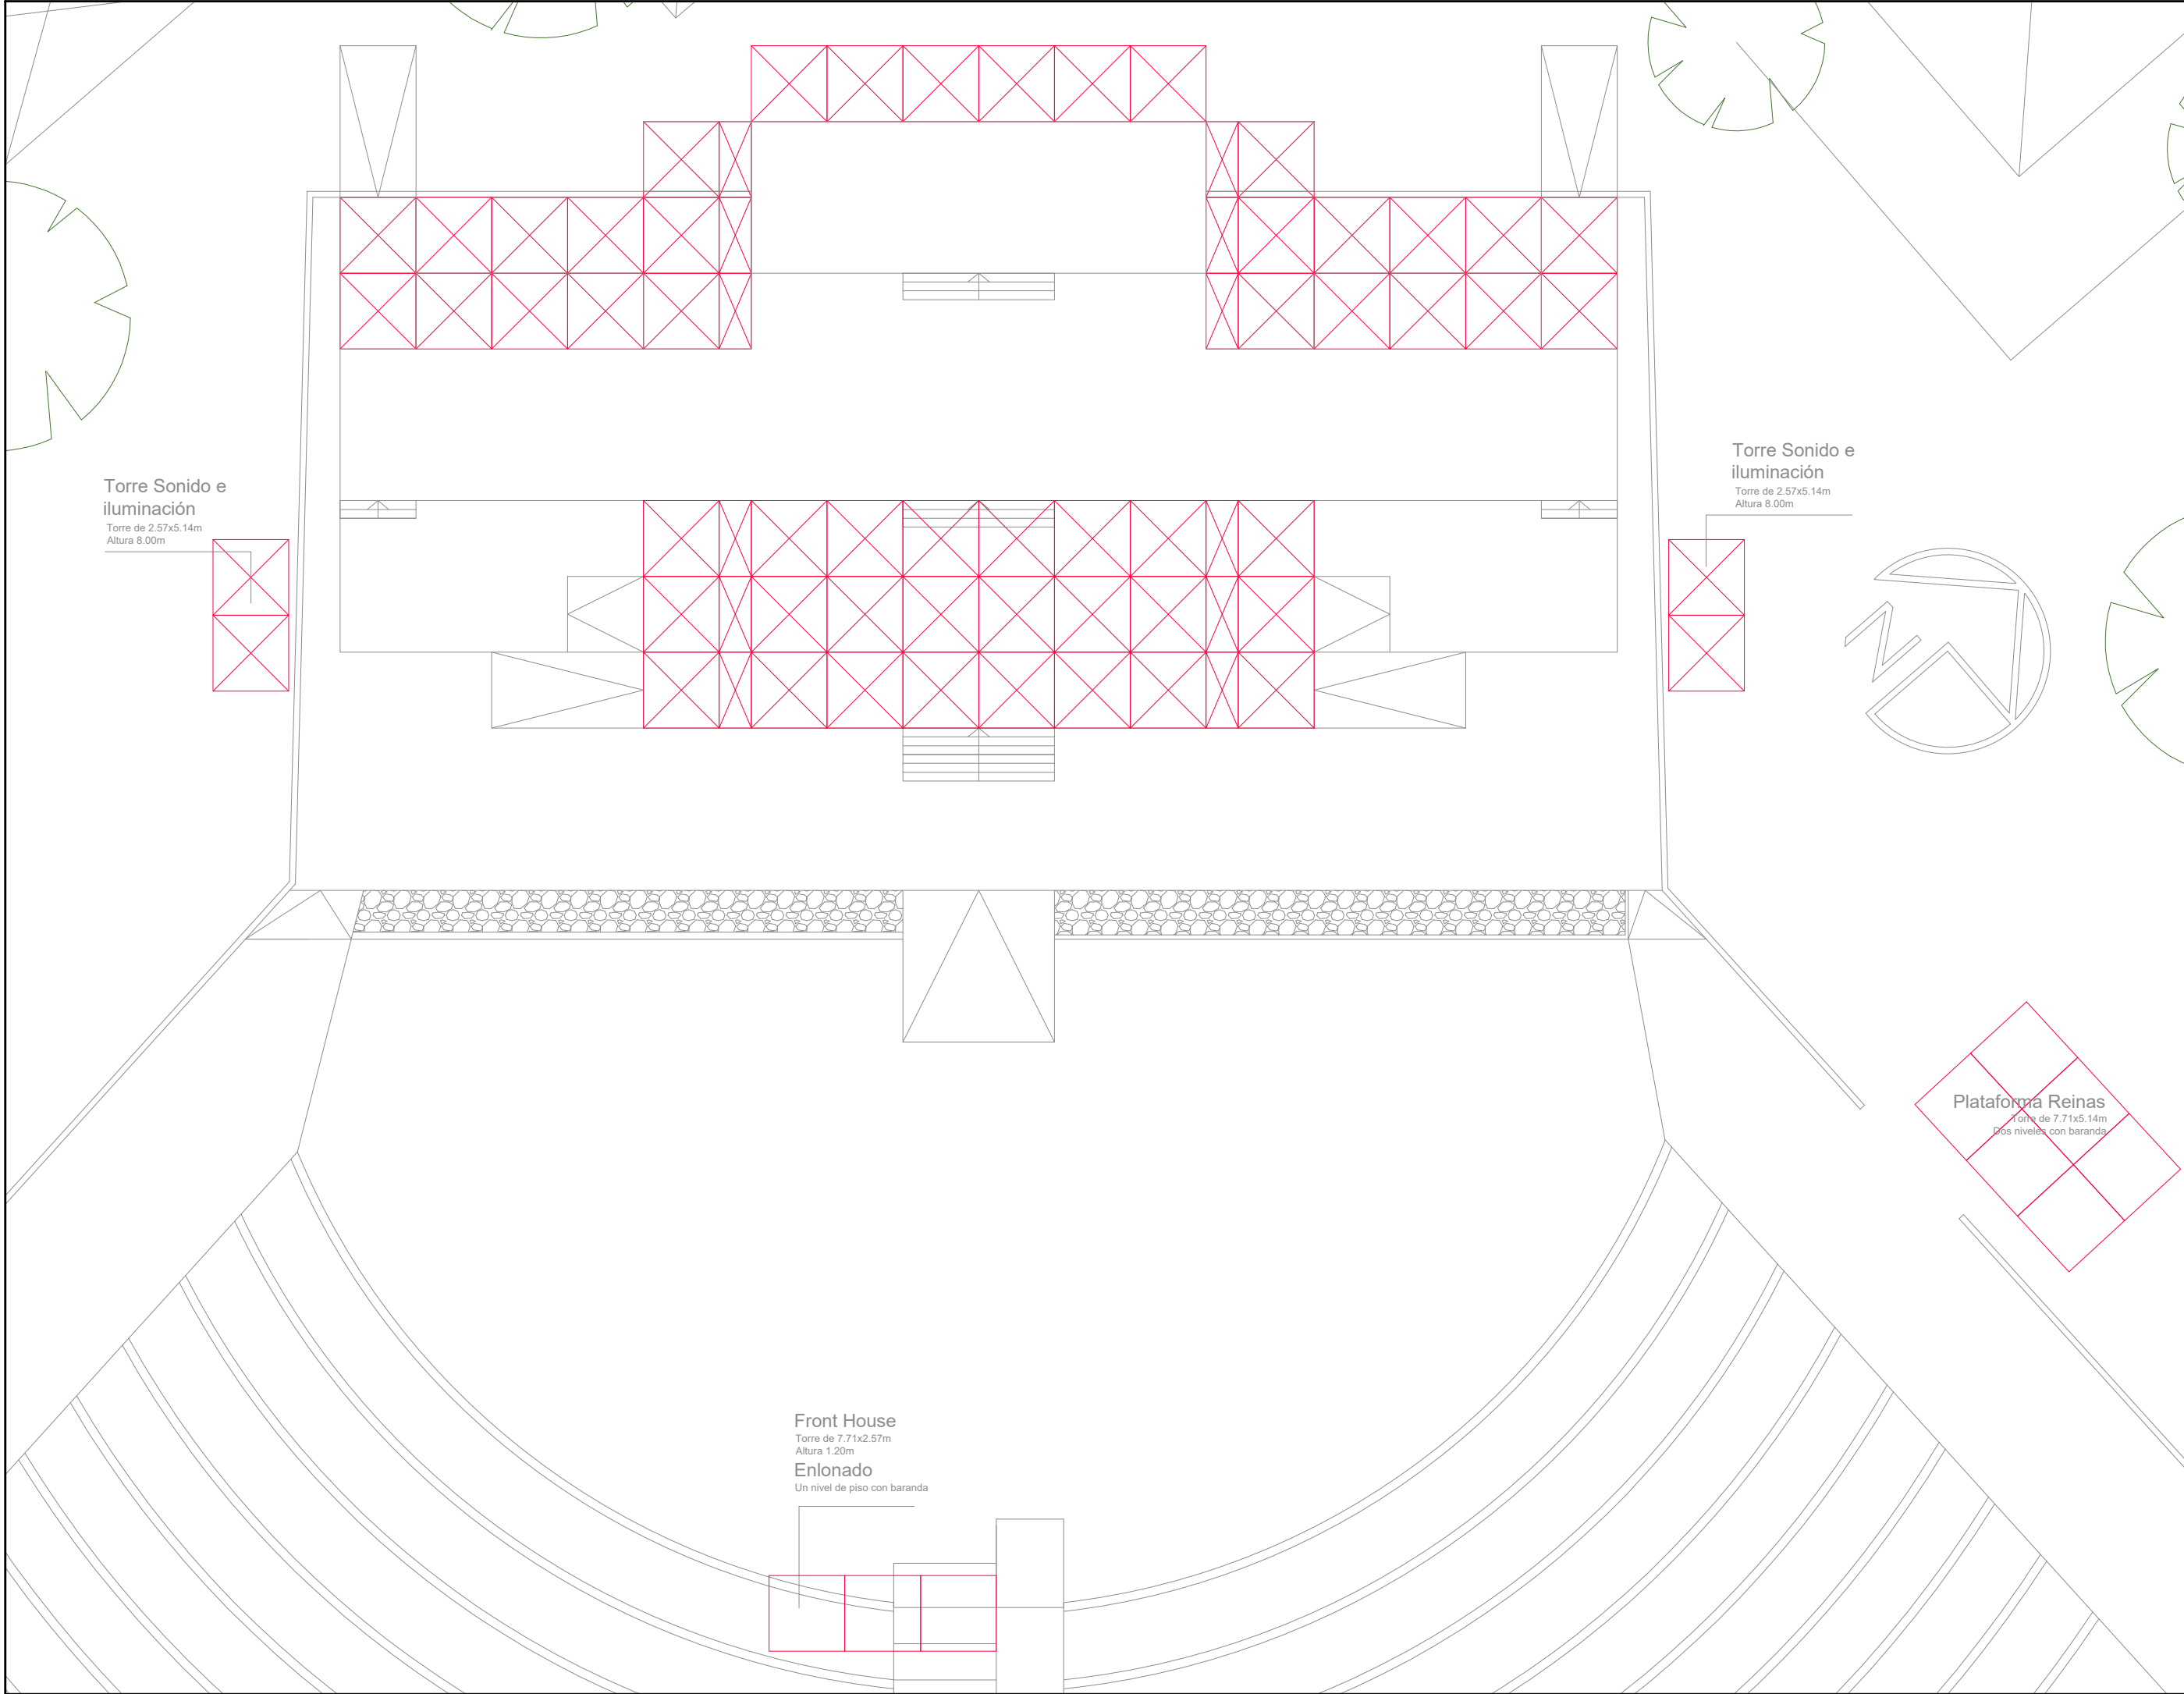 Torre Sonido e
iluminación
Torre de 2.57x5.14m
Altura 8.00m
Torre Sonido e
iluminación
Torre de 2.57x5.14m
Altura 8.00m
Plataforma Reinas
Torre de 7.71x5.14m
Dos niveles con baranda
Front House
Torre de 7.71x2.57m
Altura 1.20m
Enlonado
Un nivel de piso con baranda